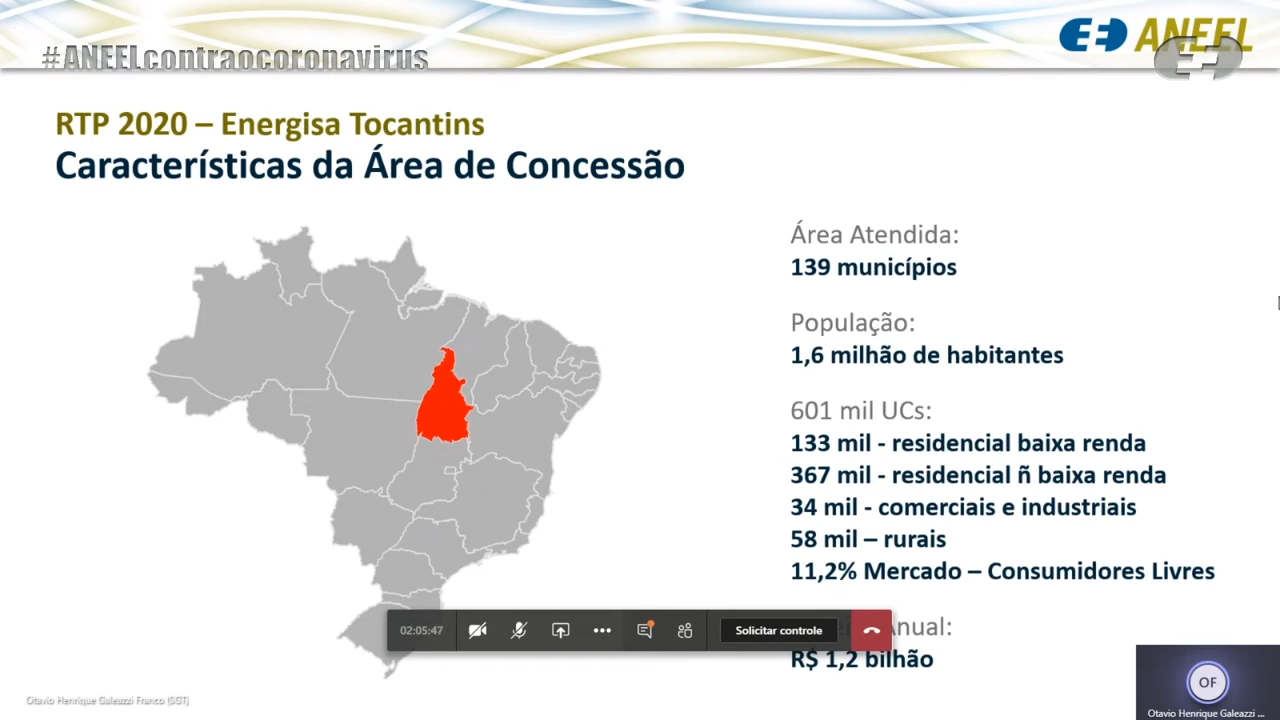 #ANEELcontraocoronavirus
ANEEL
RTP 2020 – Energisa Tocantins
Características da Área de Concessão
Área Atendida:
139 municípios
População:
1,6 milhão de habitantes
601 mil UCs:
133 mil - residencial baixa renda
367 mil - residencial ñ baixa renda
34 mil - comerciais e industriais
58 mil – rurais
11,2% Mercado – Consumidores Livres
Anual:
R$ 1,2 bilhão
02:05:47
Solicitar controle
OF
Otavio Henrique Galeazzi ...
Otavio Henrique Galeazzi Franco (SGT)